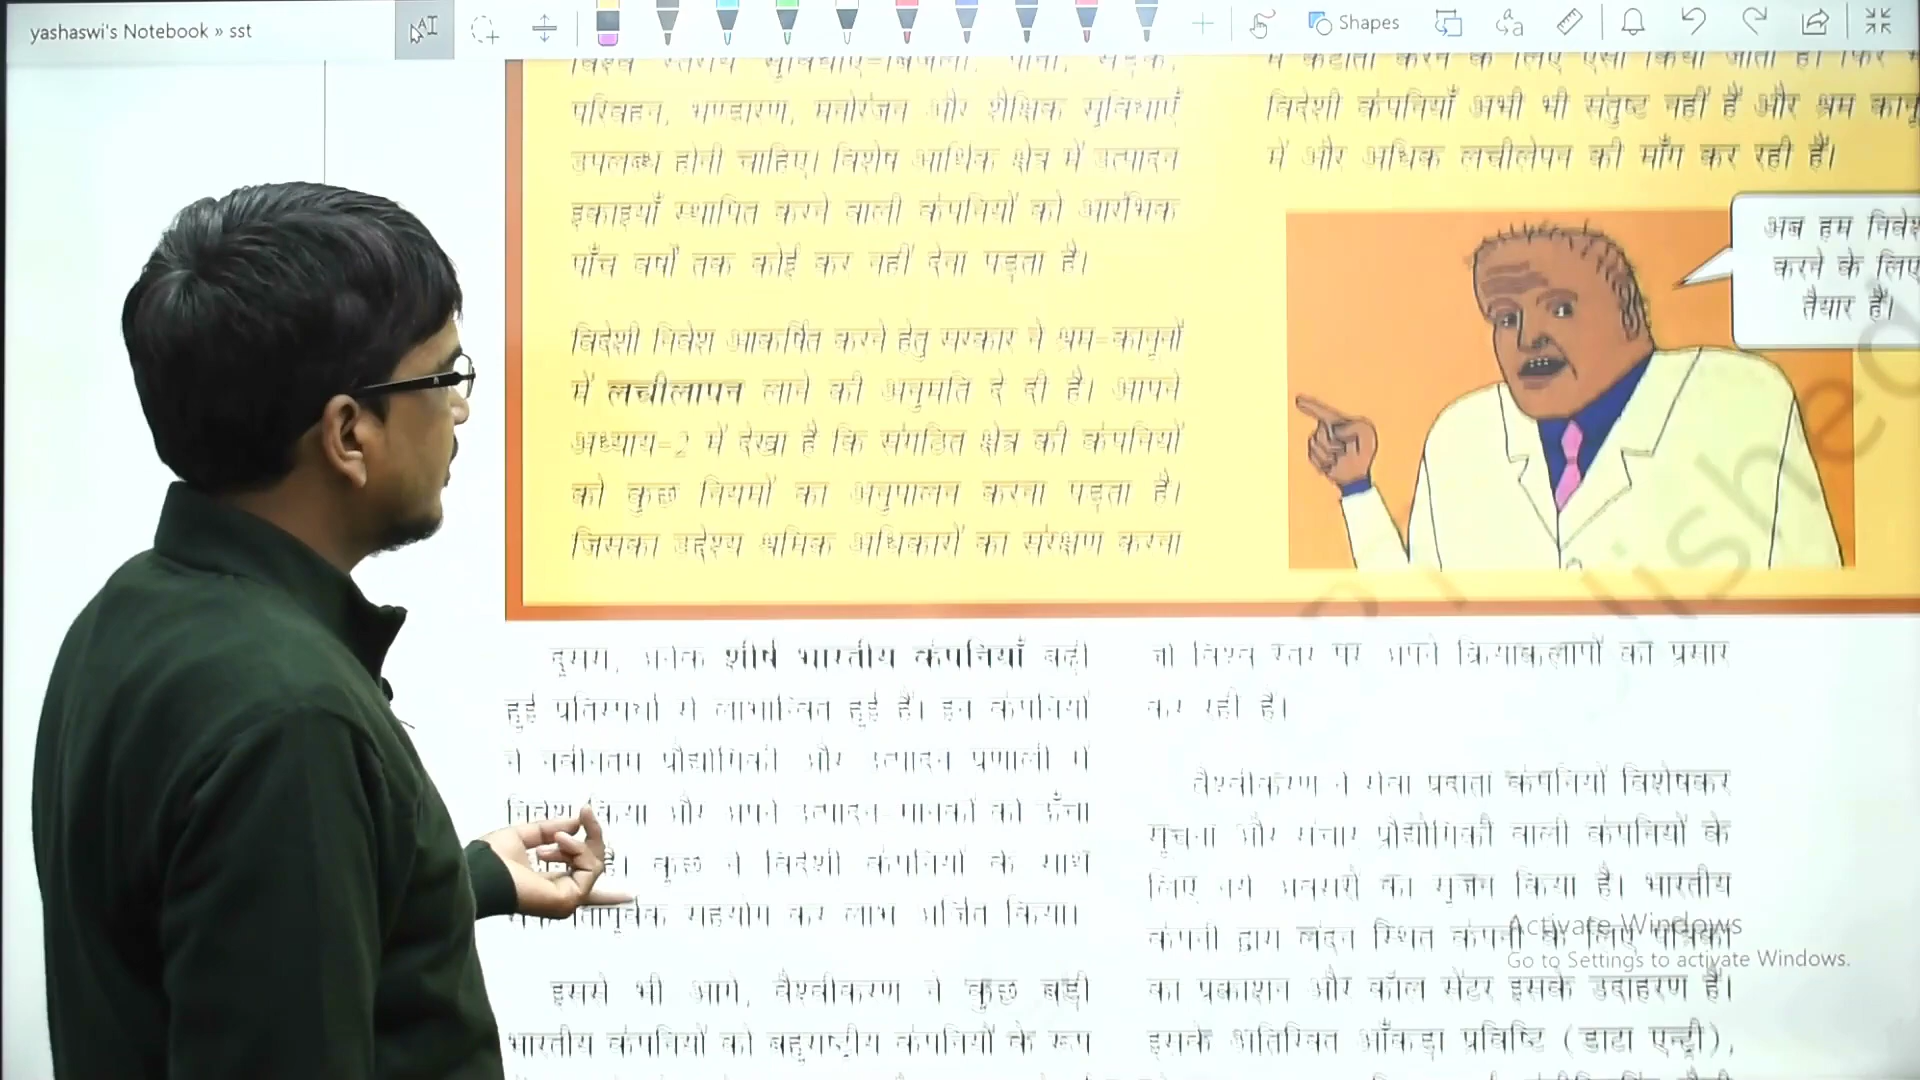 yashaswi's Notebook » sst
Shapes
विश्व स्तरीय सुविधाएँ-बिजली, पानी, सड़क,
परिवहन, भण्डारण, मनोरंजन और शैक्षिक सुविधाएँ
उपलब्ध होनी चाहिए। विशेष आर्थिक क्षेत्र में उत्पादन
इकाइयाँ स्थापित करने वाली कंपनियों को आरंभिक
पाँच वर्षों तक कोई कर नहीं देना पड़ता है।
विदेशी निवेश आकर्षित करने हेतु सरकार ने श्रम-कानूनों
में लचीलापन लाने की अनुमति दे दी है। आपने
अध्याय-2 में देखा है कि संगठित क्षेत्र की कंपनियों
को कुछ नियमों का अनुपालन करना पड़ता है।
जिसका उद्देश्य श्रमिक अधिकारों का संरक्षण करना
में कटौती करने के लिए ऐसा किया जाता है। फिर
विदेशी कंपनियाँ अभी भी संतुष्ट नहीं हैं और श्रम
में और अधिक लचीलेपन की माँग कर रही हैं।
अब हम निवेश
करने के लिए
तैयार हैं।
दूसरा, अनेक शीर्ष भारतीय कंपनियाँ बढ़ी
हुई प्रतिस्पर्धा से लाभान्वित हुई हैं। इन कंपनियों
ने नवीनतम प्रौद्योगिकी और उत्पादन प्रणाली में
निवेश किया और अपने उत्पादन-मानकों को ऊँचा
है। कुछ ने विदेशी कंपनियों के साथ
सहयोग कर लाभ अर्जित किया।
इससे भी आगे, वैश्वीकरण ने कुछ बड़ी
भारतीय कंपनियों को बहुराष्ट्रीय कंपनियों के रूप
जो विश्व स्तर पर अपने क्रियाकलापों का प्रसार
कर रही हैं।
वैश्वीकरण ने सेवा प्रदाता कंपनियों विशेषकर
सूचना और संचार प्रौद्योगिकी वाली कंपनियों के
लिए नये अवसरों का सृजन किया है। भारतीय
कंपनी द्वारा लंदन स्थित कंपनी के लिए पत्रिका
का प्रकाशन और कॉल सेंटर इसके उदाहरण हैं।
इसके अतिरिक्त आँकड़ा प्रविष्टि (डाटा एन्ट्री),
Activate Windows
Go to Settings to activate Windows.